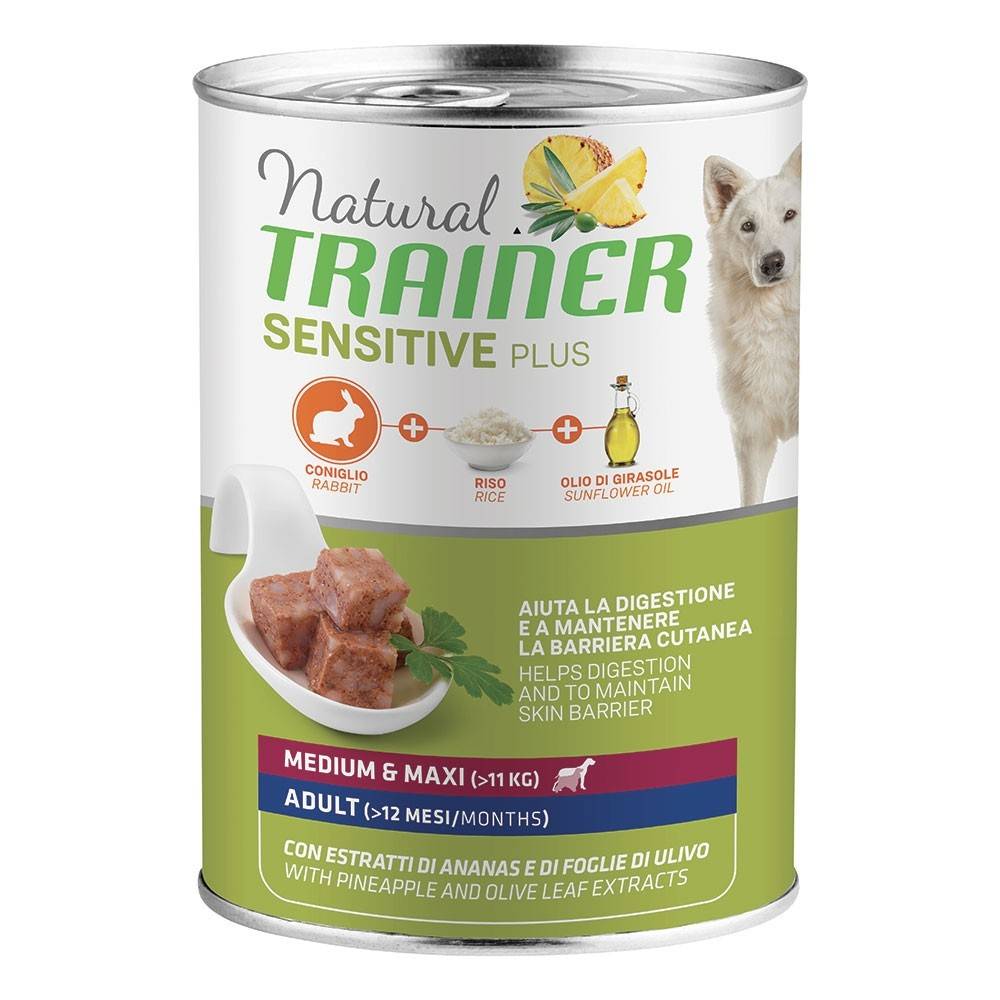 Natural
TRAINER
SENSITIVE PLUS
CONIGLIO
RABBIT
RISO
RICE
OLIO DI GIRASOLE
SUNFLOWER OIL
AIUTA LA DIGESTIONE
E A MANTENERE
LA BARRIERA CUTANEA
HELPS DIGESTION
AND TO MAINTAIN
SKIN BARRIER
MEDIUM & MAXI (>11 KG)
ADULT (>12 MESI/MONTHS)
CON ESTRATTI DI ANANAS E DI FOGLIE DI ULIVO
WITH PINEAPPLE AND OLIVE LEAF EXTRACTS